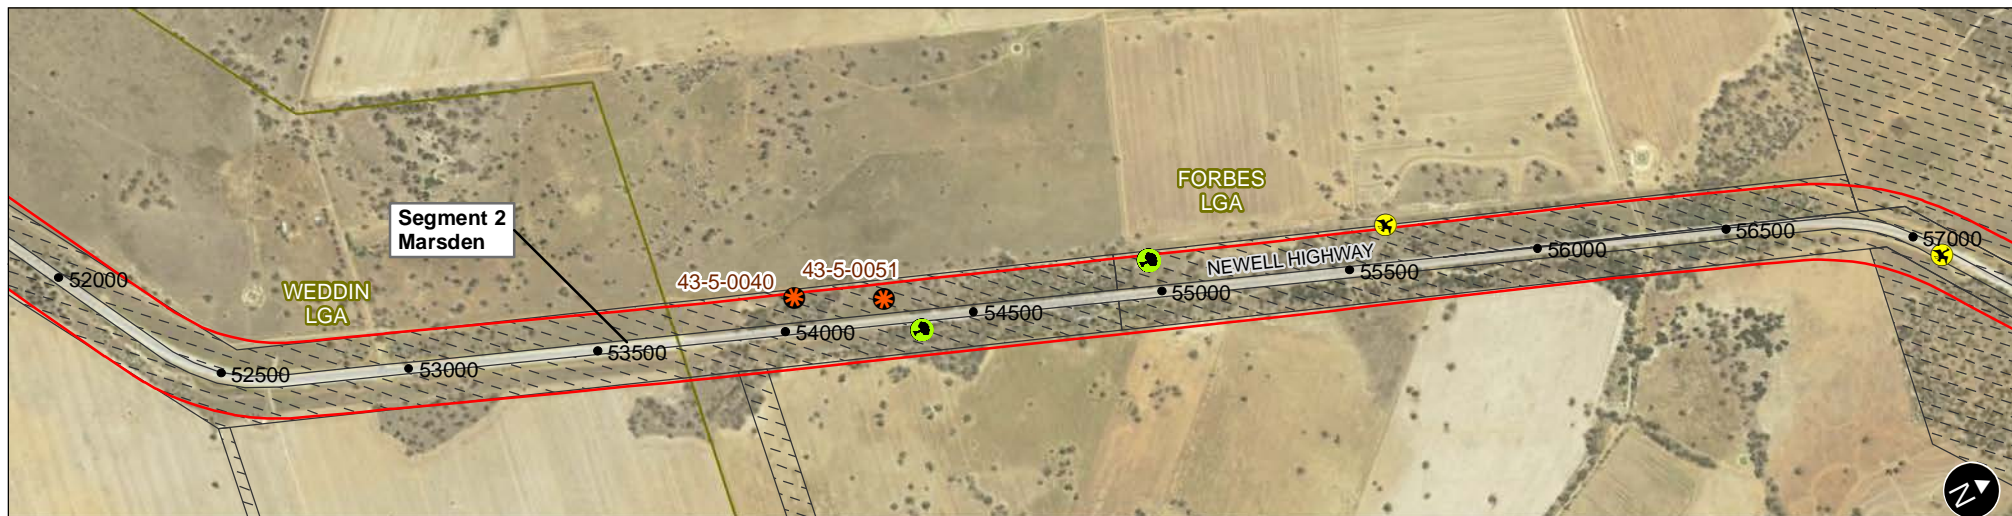 FORBES
LGA
Segment 2
Marsden
NEWELL HIGHWAY
43-5-0040
43-5-0051
WEDDIN
LGA
52000
52500
53000
53500
54000
54500
55000
55500
56000
56500
57000
N